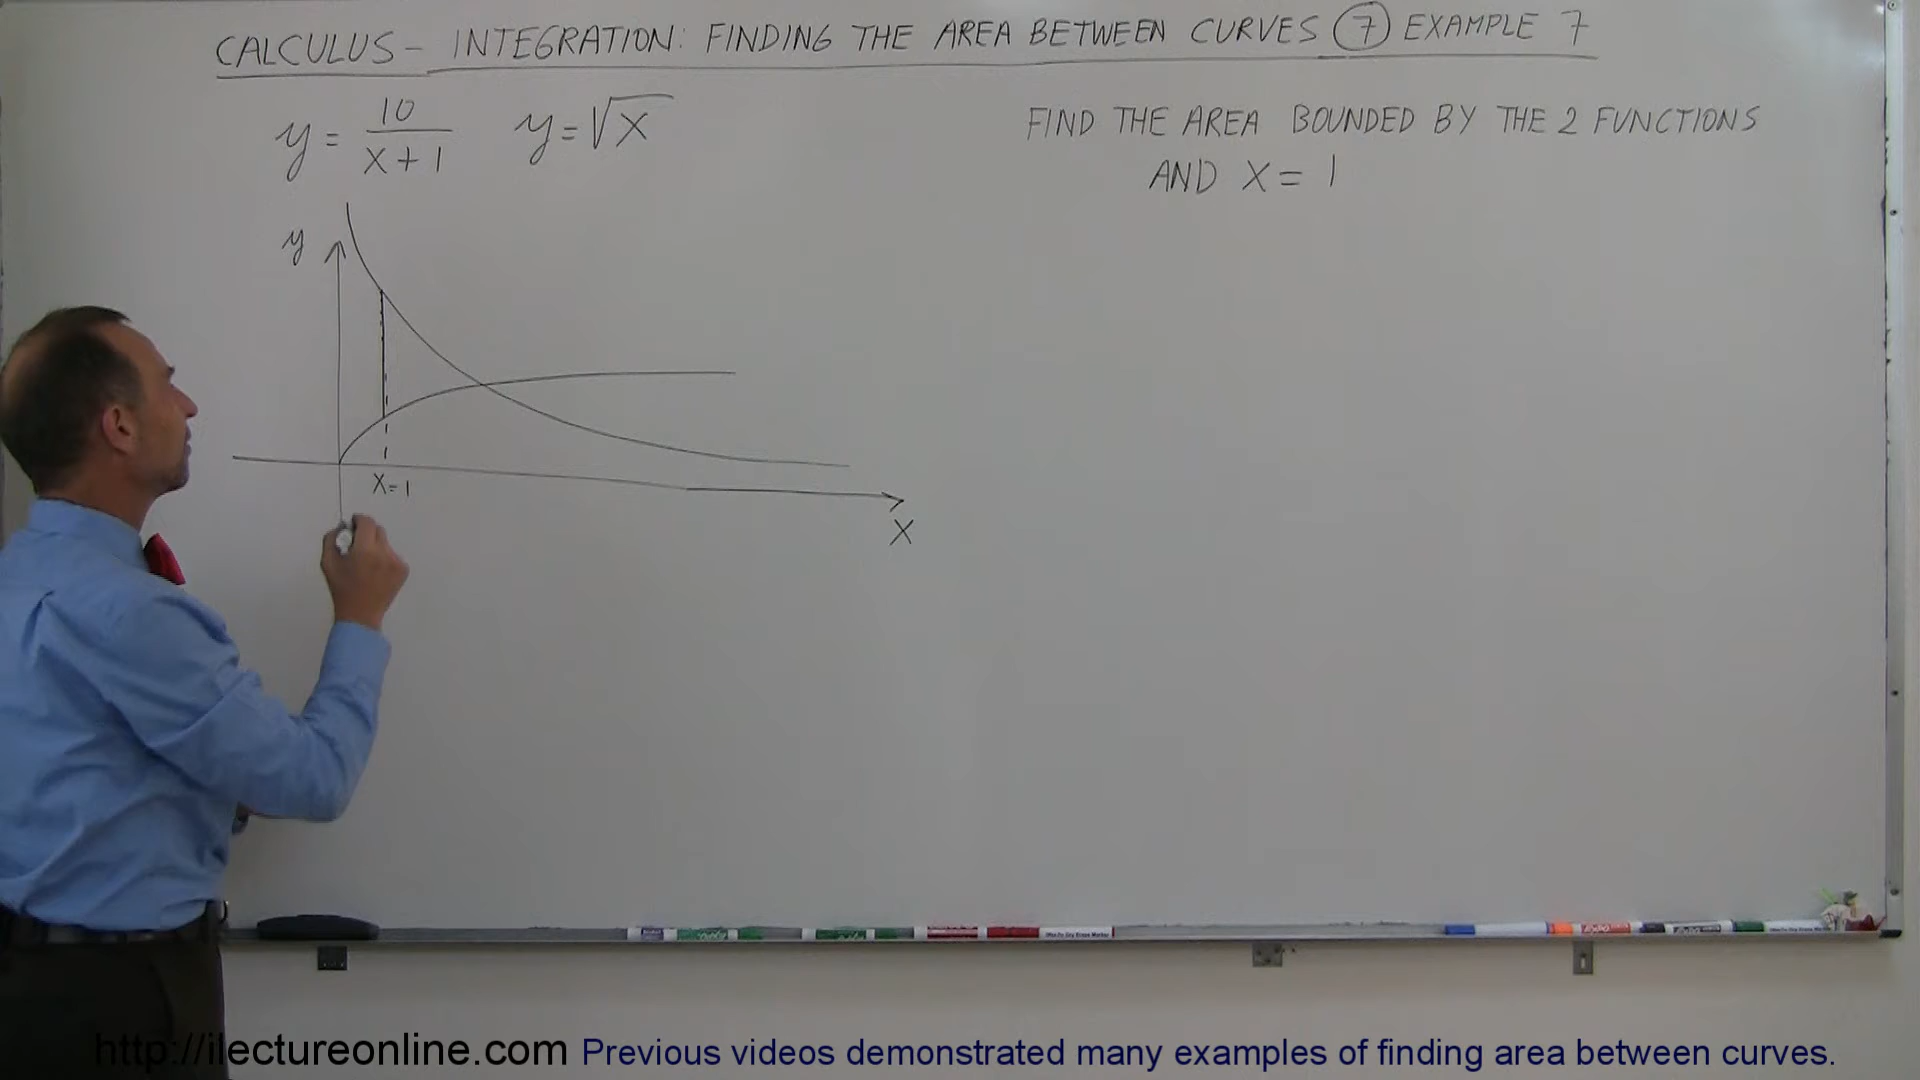 CALCULUS - INTEGRATION: FINDING THE AREA BETWEEN CURVES 7 EXAMPLE 7
y = 10/(x+1) y = √x
FIND THE AREA BOUNDED BY THE 2 FUNCTIONS
AND X = 1
y
X=1
X
http://ilectureonline.com Previous videos demonstrated many examples of finding area between curves.